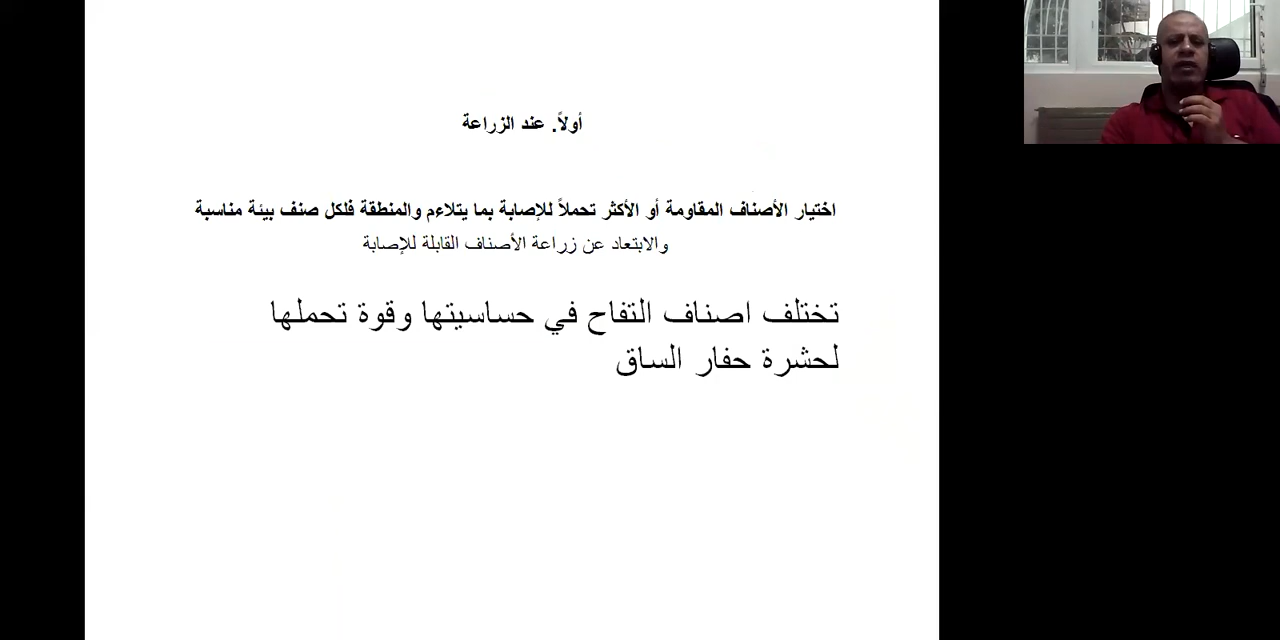 أولاً. عند الزراعة
اختيار الأصناف المقاومة أو الأكثر تحملاً للإصابة بما يتلاءم والمنطقة فلكل صنف بيئة مناسبة
والابتعاد عن زراعة الأصناف القابلة للإصابة
تختلف اصناف التفاح في حساسيتها وقوة تحملها
لحشرة حفار الساق